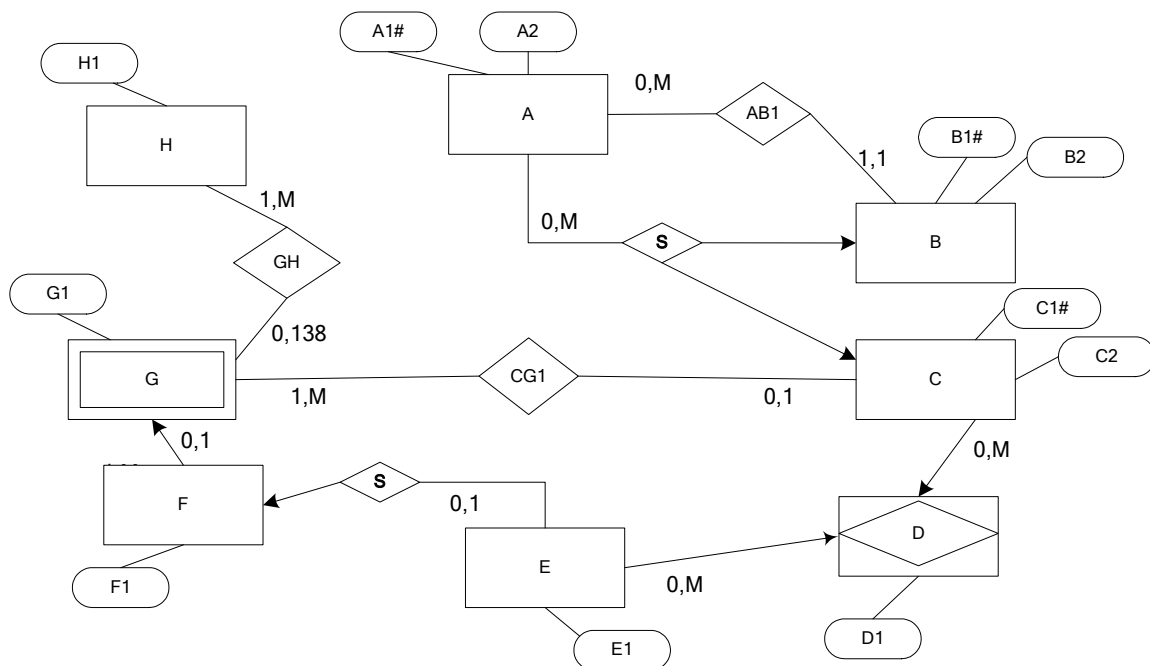 A1#
A2
H1
0,M
A
AB1
B1#
H
B2
1,1
1,M
0,M
S
B
GH
G1
C1#
0,138
C2
G
CG1
C
1,M
0,1
0,1
0,M
S
F
0,1
D
E
0,M
F1
D1
E1